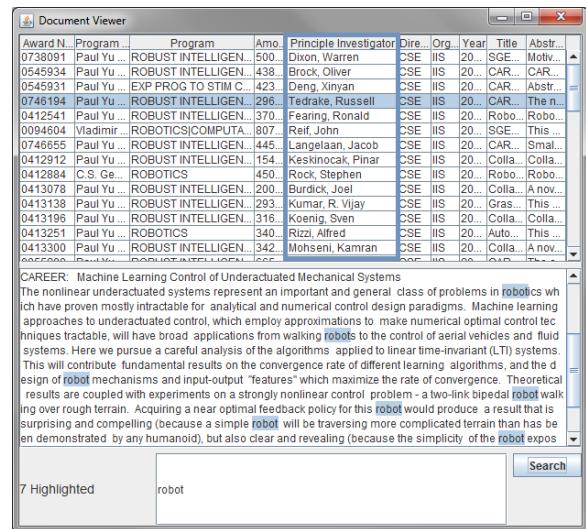 Document Viewer
Award N... Program ... Program Amo... Principle Investigator Dire... Org... Year Title Abstr...
0738091 Paul Yu ... ROBUST INTELLIGEN... 500... Dixon, Warren CSE IIS 20... SGE... Motiv...
0545934 Paul Yu ... ROBUST INTELLIGEN... 438... Brock, Oliver CSE IIS 20... CAR... CAR...
0545931 Paul Yu ... EXP PROG TO STIM C... 423... Deng, Xinyan CSE IIS 20... CAR... Abstr...
0746194 Paul Yu ... ROBUST INTELLIGEN... 296... Tedrake, Russell CSE IIS 20... CAR... The n...
0412541 Paul Yu ... ROBUST INTELLIGEN... 370... Fearing, Ronald CSE IIS 20... Robo... Robo...
0094604 Vladimir ... ROBOTICS|COMPUTA... 807... Reif, John CSE IIS 20... SGE... This ...
0746655 Paul Yu ... ROBUST INTELLIGEN... 445... Langelaan, Jacob CSE IIS 20... CAR... Smal...
0412912 Paul Yu ... ROBUST INTELLIGEN... 154... Keskinocak, Pinar CSE IIS 20... Colla... Colla...
0412884 C.S. Ge... ROBOTICS 450... Rock, Stephen CSE IIS 20... Robo... Robo...
0413078 Paul Yu ... ROBUST INTELLIGEN... 200... Burdick, Joel CSE IIS 20... Colla... A nov...
0413138 Paul Yu ... ROBUST INTELLIGEN... 293... Kumar, R. Vijay CSE IIS 20... Gras... This ...
0413196 Paul Yu ... ROBUST INTELLIGEN... 316... Koenig, Sven CSE IIS 20... Colla... Colla...
0413251 Paul Yu ... ROBOTICS 340... Rizzi, Alfred CSE IIS 20... Auto... This ...
0413300 Paul Yu ... ROBUST INTELLIGEN... 342... Mohseni, Kamran CSE IIS 20... Colla... A nov...
CAREER: Machine Learning Control of Underactuated Mechanical Systems
The nonlinear underactuated systems represent an important and general class of problems in robotics wh
ich have proven mostly intractable for analytical and numerical control design paradigms. Machine learning
approaches to underactuated control, which employ approximations to make numerical optimal control tec
hniques tractable, will have broad applications from walking robots to the control of aerial vehicles and fluid
systems. Here we pursue a careful analysis of the algorithms applied to linear time-invariant (LTI) systems.
This will contribute fundamental results on the convergence rate of different learning algorithms, and the d
esign of robot mechanisms and input-output "features" which maximize the rate of convergence. Theoretical
results are coupled with experiments on a strongly nonlinear control problem - a two-link bipedal robot walk
ing over rough terrain. Acquiring a near optimal feedback policy for this robot would produce a result that is
surprising and compelling (because a simple robot will be traversing more complicated terrain than has be
en demonstrated by any humanoid), but also clear and revealing (because the simplicity of the robot expos
Search
7 Highlighted
robot